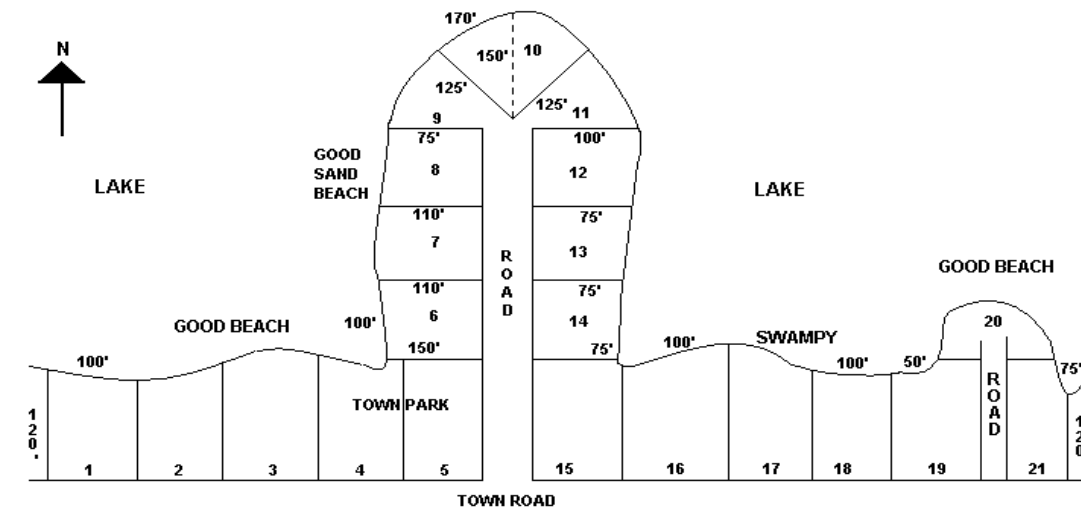 170'
N
150' 10
125' 125'
9 11
75' 100'
GOOD
SAND
BEACH
8 12
LAKE LAKE
110' 75'
7 13
ROAD
GOOD BEACH
110' 75'
6 14
100'
GOOD BEACH
20
SWAMPY
150' 75'
100' 100' 100' 50' 75'
ROAD
TOWN PARK
120'
120
1 2 3 4 5 15 16 17 18 19 21
TOWN ROAD